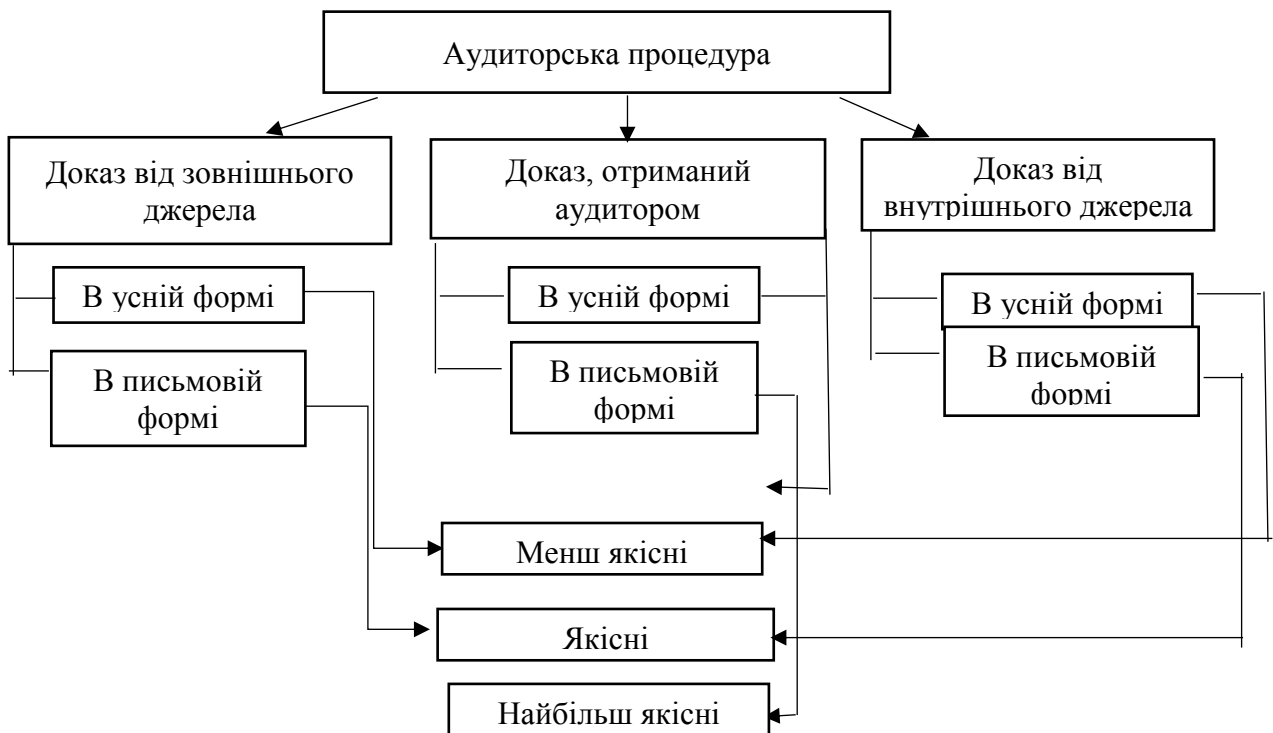 Аудиторська процедура
Доказ від зовнішнього
джерела
Доказ, отриманий
аудитором
Доказ від
внутрішнього джерела
В усній формі
В усній формі
В усній формі
В письмовій
формі
В письмовій
формі
В письмовій
формі
Менш якісні
Якісні
Найбільш якісні